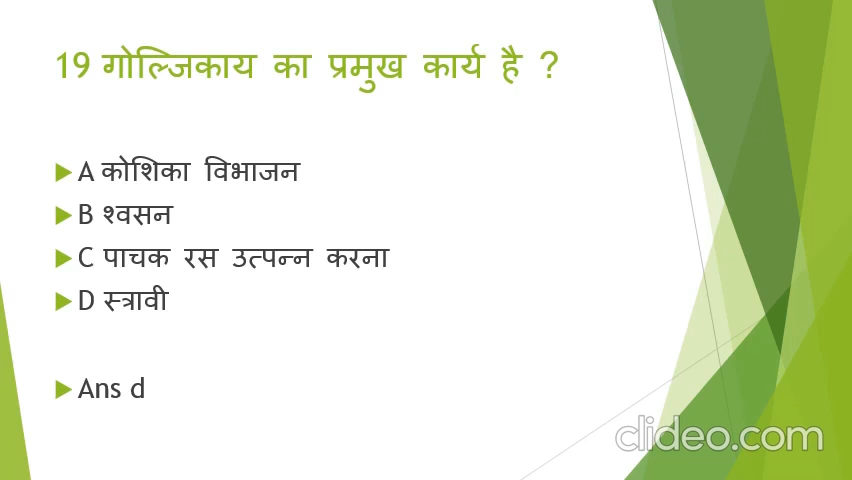 19 गोल्जिकाय का प्रमुख कार्य है ?
A कोशिका विभाजन
B श्वसन
C पाचक रस उत्पन्न करना
D स्त्रावी
Ans d
clideo.com